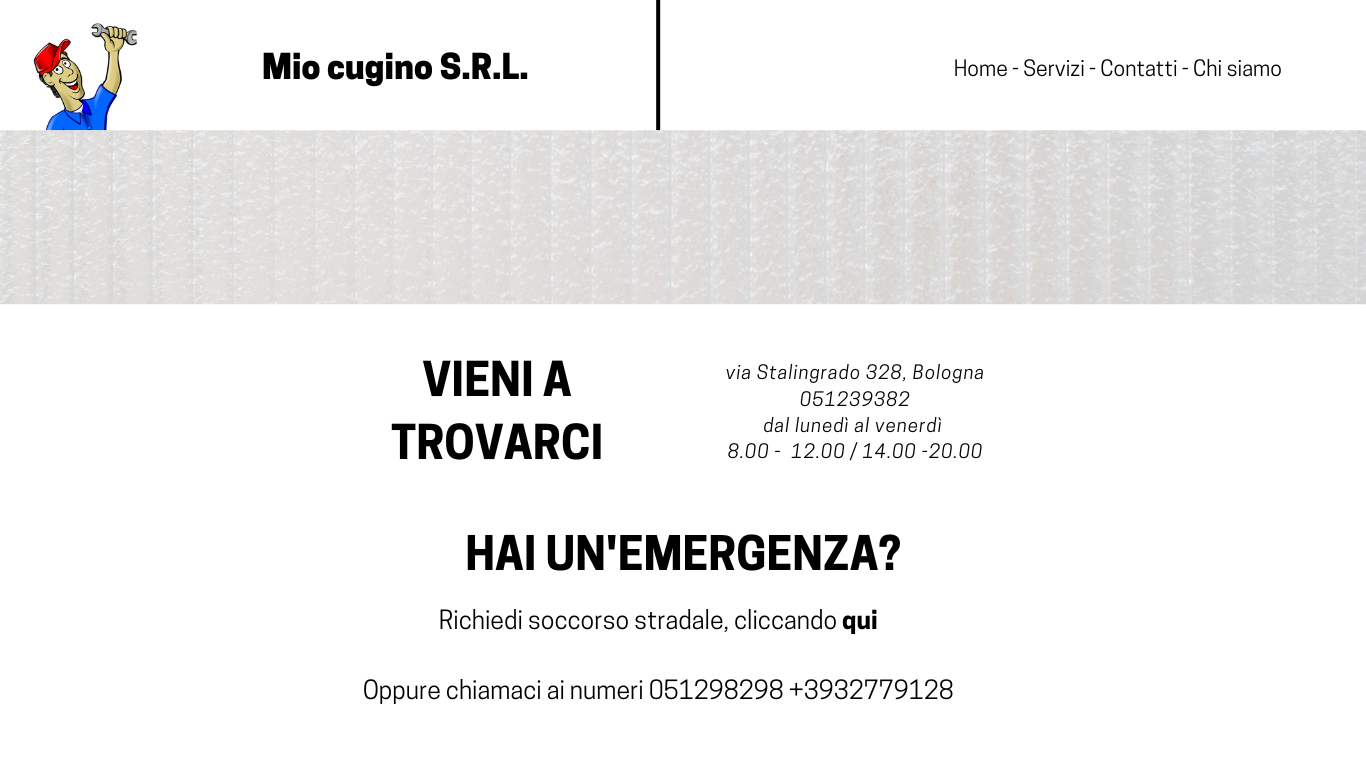 Mio cugino S.R.L.
Home - Servizi - Contatti - Chi siamo
VIENI A
TROVARCI
via Stalingrado 328, Bologna
051239382
dal lunedì al venerdì
8.00 -  12.00 / 14.00 -20.00
HAI UN'EMERGENZA?
Richiedi soccorso stradale, cliccando qui
Oppure chiamaci ai numeri 051298298 +3932779128